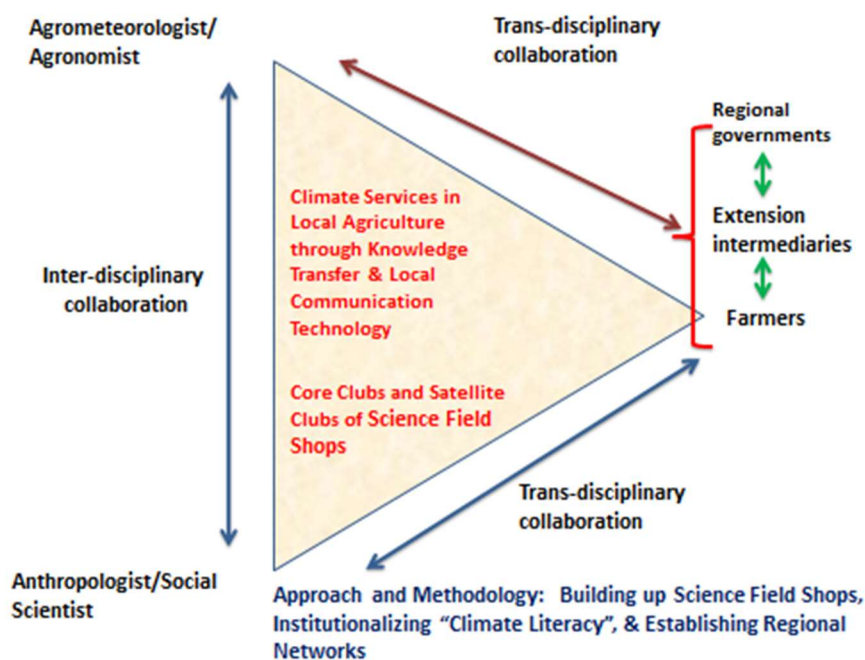 Agrometeorologist/
Agronomist
Trans-disciplinary
collaboration
Regional
governments
Extension
intermediaries
Farmers
Climate Services in
Local Agriculture
through Knowledge
Transfer & Local
Communication
Technology
Inter-disciplinary
collaboration
Core Clubs and Satellite
Clubs of Science Field
Shops
Trans-disciplinary
collaboration
Anthropologist/Social
Scientist
Approach and Methodology: Building up Science Field Shops,
Institutionalizing “Climate Literacy”, & Establishing Regional
Networks